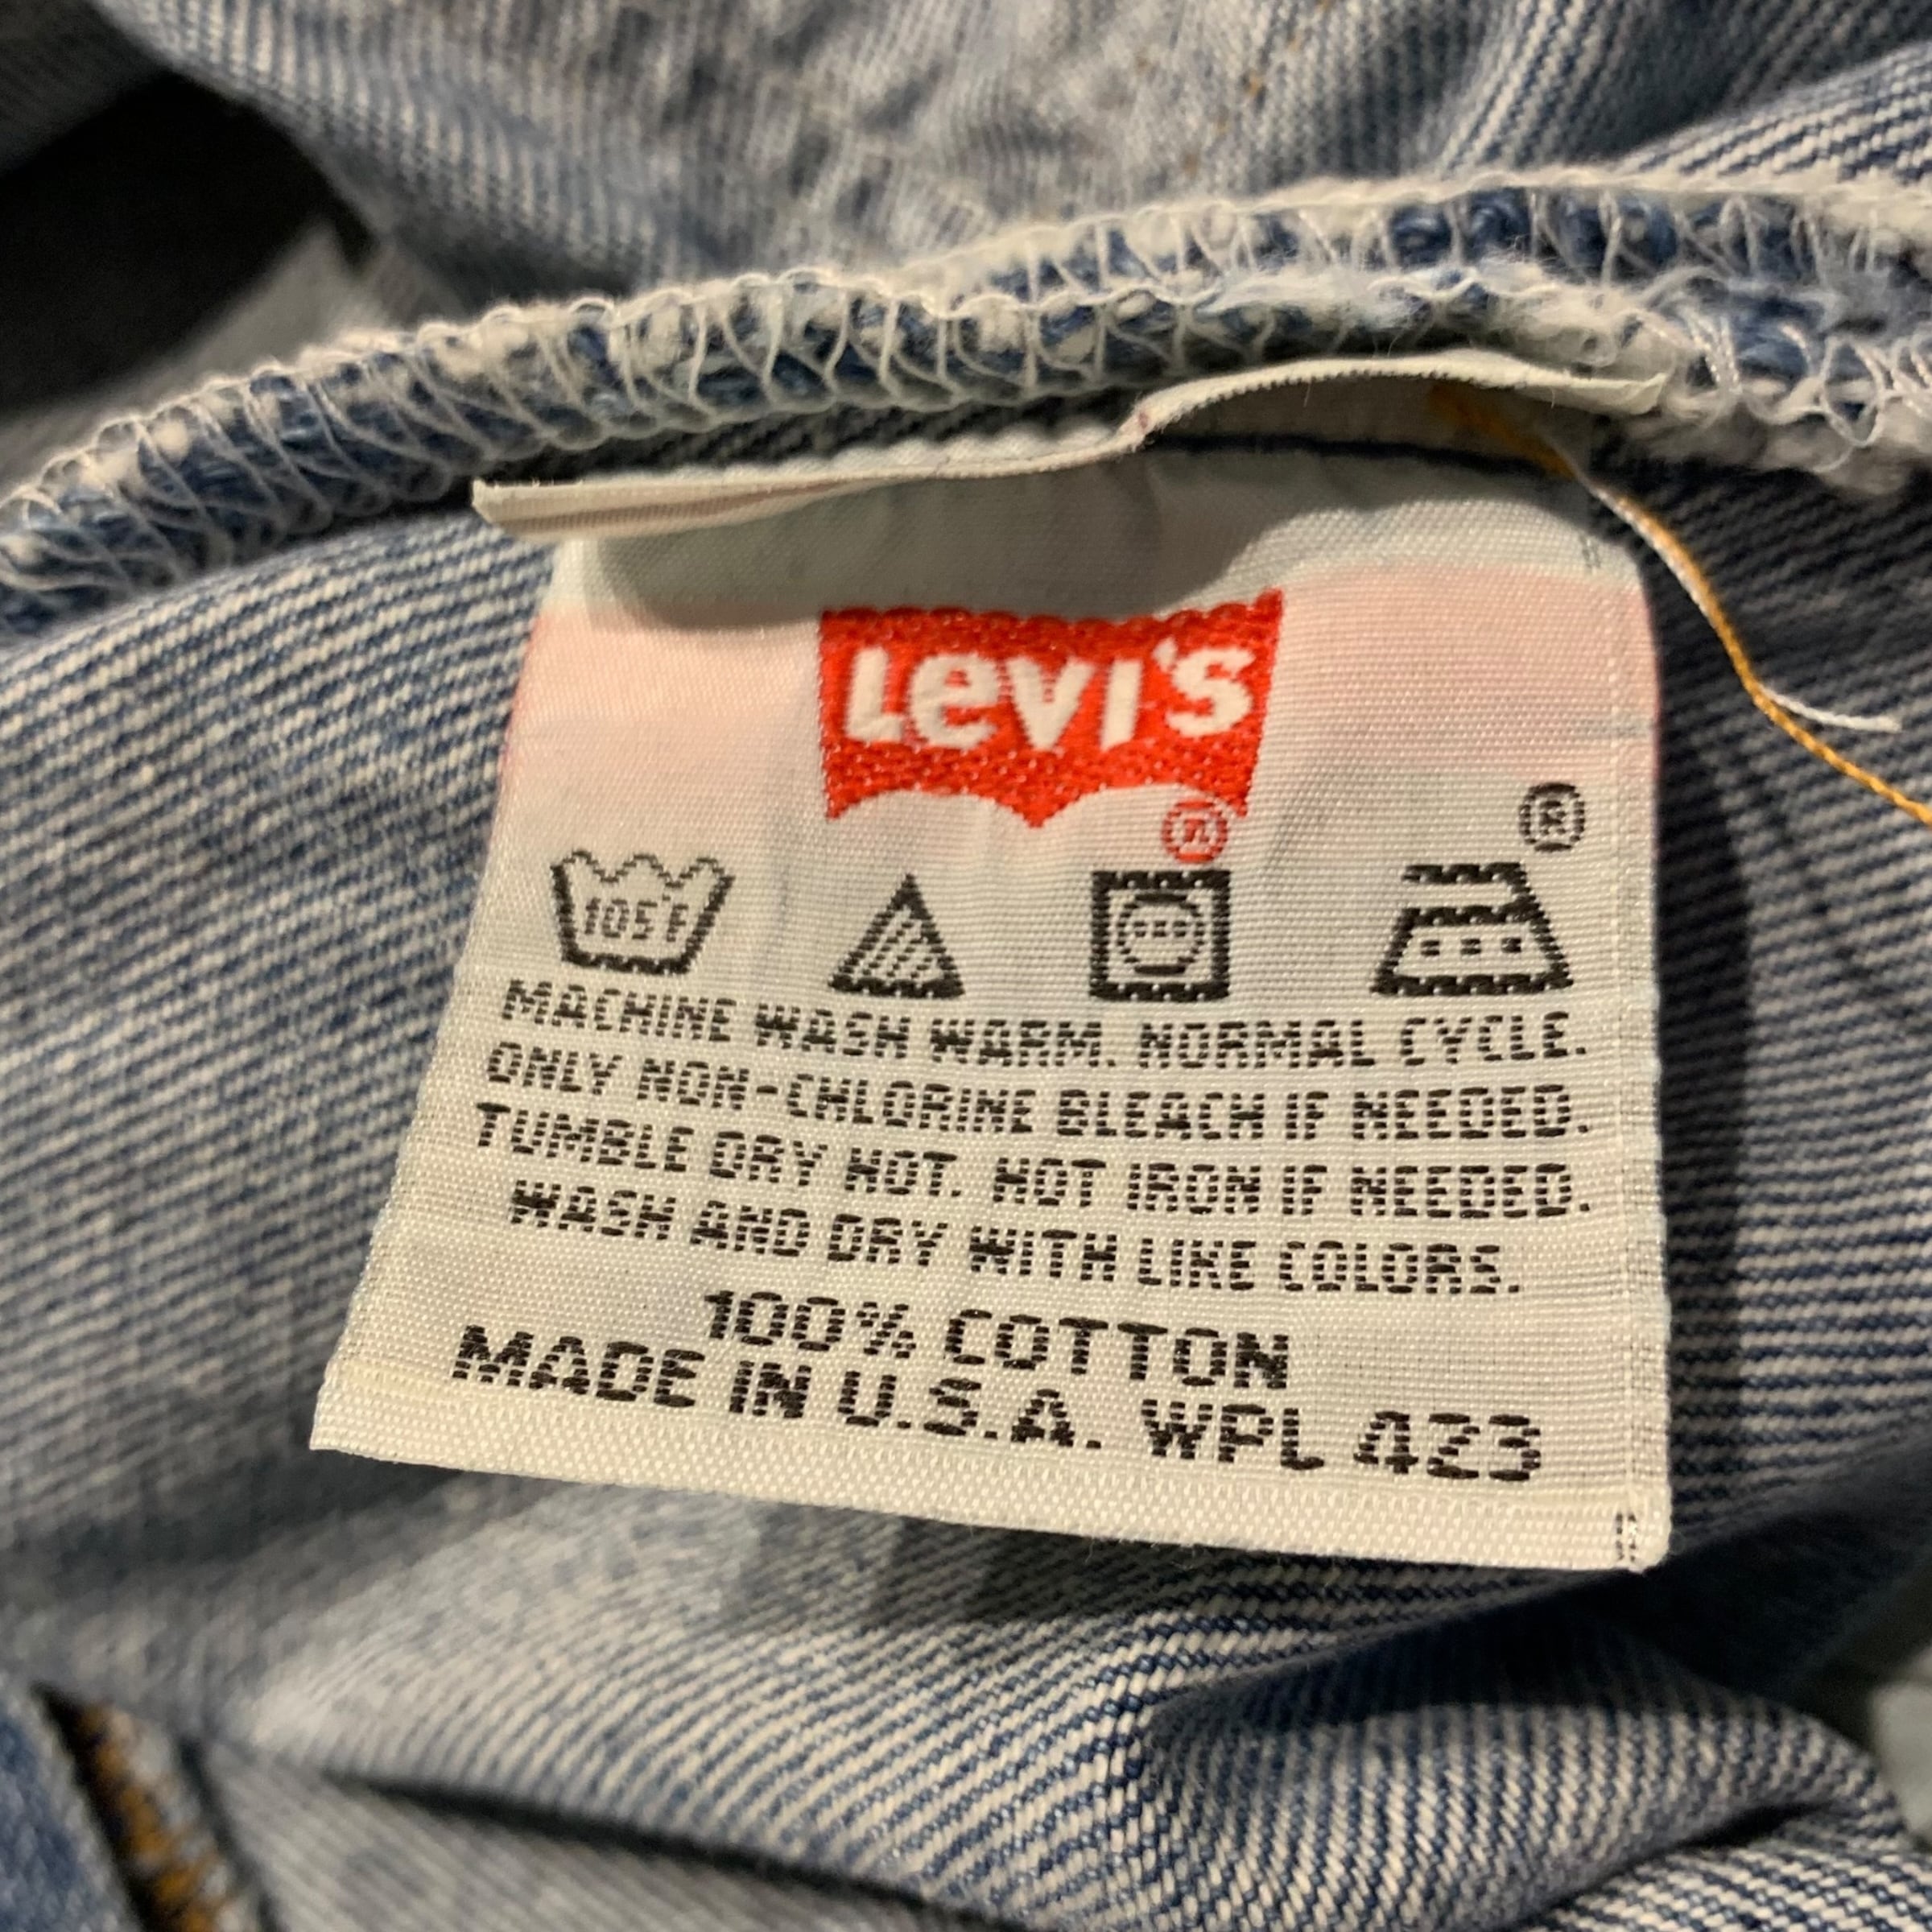 Levi's
®
®
105°F
MACHINE WASH WARM. NORMAL CYCLE.
ONLY NON-CHLORINE BLEACH IF NEEDED.
TUMBLE DRY HOT. HOT IRON IF NEEDED.
WASH AND DRY WITH LIKE COLORS.
100% COTTON
MADE IN U.S.A. WPL 423